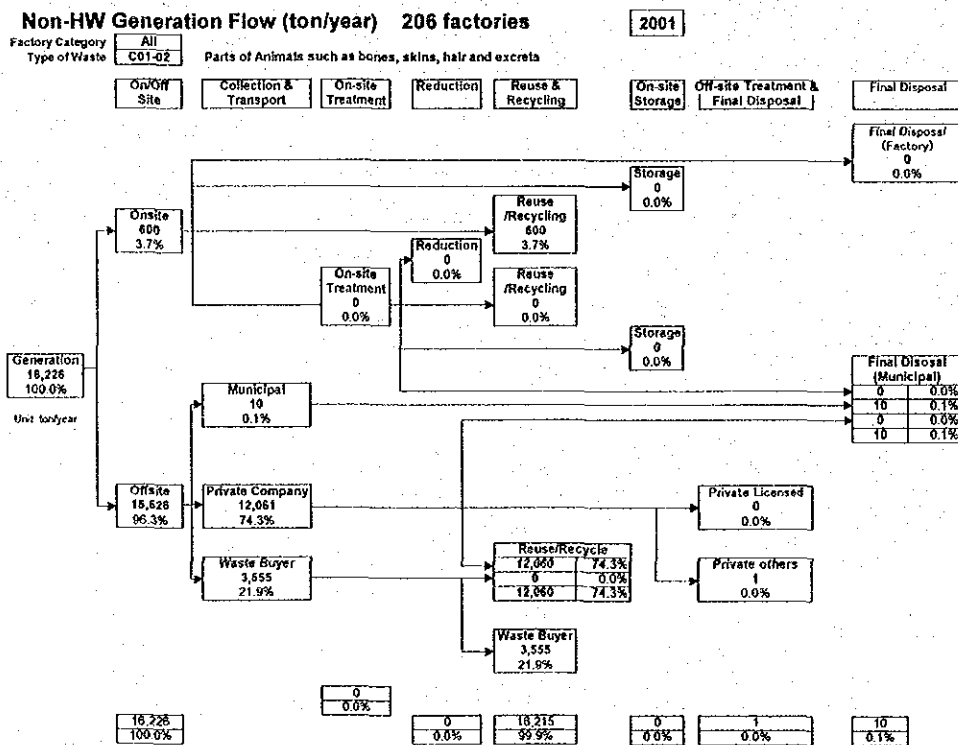 Non-HW Generation Flow (ton/year) 206 factories 2001
Factory Category All
Type of Waste C01-02 Parts of Animals such as bones, skins, hair and excreta
On/Off Site
Collection & Transport
On-site Treatment
Reduction
Reuse & Recycling
On-site Storage
Off-site Treatment & Final Disposal
Final Disposal
Final Disposal
(Factory)
0
0.0%
Storage
0
0.0%
Onsite
600
3.7%
Reuse
/Recycling
600
3.7%
Reduction
0
0.0%
On-site
Treatment
0
0.0%
Reuse
/Recycling
0
0.0%
Storage
0
0.0%
Generation
16,226
100.0%
Unit ton/year
Final Disosal
(Municipal)
0 0.0%
10 0.1%
0 0.0%
10 0.1%
Municipal
10
0.1%
Offsite
15,626
96.3%
Private Company
12,061
74.3%
Private Licensed
0
0.0%
Waste Buyer
3,555
21.9%
Reuse/Recycle
12,060 74.3%
0 0.0%
12,060 74.3%
Private others
1
0.0%
Waste Buyer
3,555
21.9%
0
0.0%
16,226 0 16,215 0 1 10
100.0% 0.0% 99.9% 0.0% 0.0% 0.1%